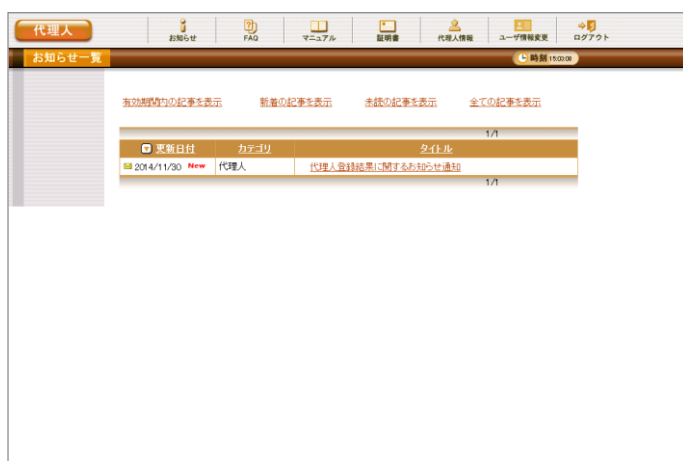 代理人
お知らせ
FAQ
マニュアル
証明書
代理人情報
ユーザ情報変更
ログアウト
お知らせ一覧
時刻 15:03:08
有効期間内の記事を表示 新着の記事を表示 未読の記事を表示 全ての記事を表示
1/1
更新日付 カテゴリ タイトル
2014/11/30 New 代理人 代理人登録結果に関するお知らせ通知
1/1